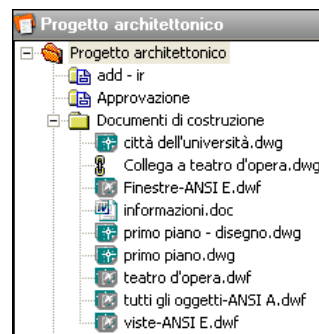 Progetto architettonico
Progetto architettonico
add - ir
Approvazione
Documenti di costruzione
città dell'università.dwg
Collega a teatro d'opera.dwg
Finestre-ANSI E.dwf
informazioni.doc
primo piano - disegno.dwg
primo piano.dwg
teatro d'opera.dwf
tutti gli oggetti-ANSI A.dwf
viste-ANSI E.dwf